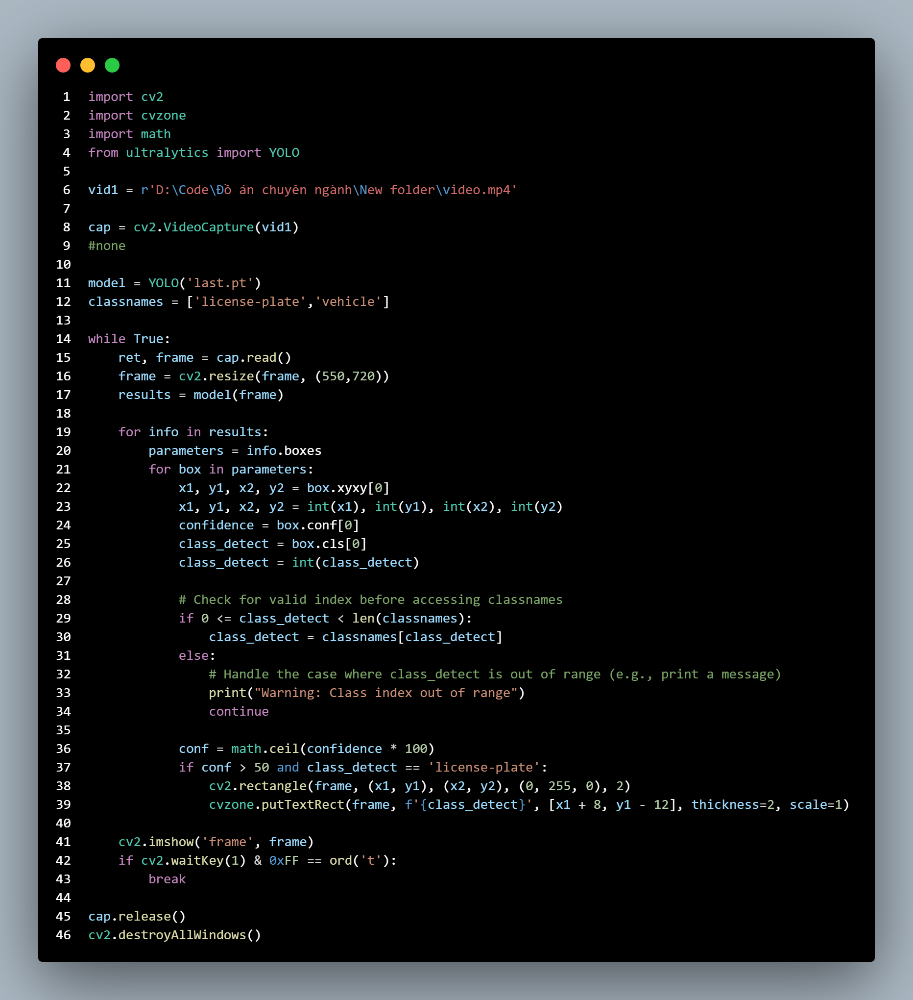 1 import cv2
2 import cvzone
3 import math
4 from ultralytics import YOLO
5
6 vid1 = r'D:\Code\Đồ án chuyên ngành\New folder\video.mp4'
7
8 cap = cv2.VideoCapture(vid1)
9 #none
10
11 model = YOLO('last.pt')
12 classnames = ['license-plate','vehicle']
13
14 while True:
15     ret, frame = cap.read()
16     frame = cv2.resize(frame, (550,720))
17     results = model(frame)
18
19     for info in results:
20         parameters = info.boxes
21         for box in parameters:
22             x1, y1, x2, y2 = box.xyxy[0]
23             x1, y1, x2, y2 = int(x1), int(y1), int(x2), int(y2)
24             confidence = box.conf[0]
25             class_detect = box.cls[0]
26             class_detect = int(class_detect)
27
28             # Check for valid index before accessing classnames
29             if 0 <= class_detect < len(classnames):
30                 class_detect = classnames[class_detect]
31             else:
32                 # Handle the case where class_detect is out of range (e.g., print a message)
33                 print("Warning: Class index out of range")
34                 continue
35
36             conf = math.ceil(confidence * 100)
37             if conf > 50 and class_detect == 'license-plate':
38                 cv2.rectangle(frame, (x1, y1), (x2, y2), (0, 255, 0), 2)
39                 cvzone.putTextRect(frame, f'{class_detect}', [x1 + 8, y1 - 12], thickness=2, scale=1)
40
41     cv2.imshow('frame', frame)
42     if cv2.waitKey(1) & 0xFF == ord('t'):
43         break
44
45 cap.release()
46 cv2.destroyAllWindows()